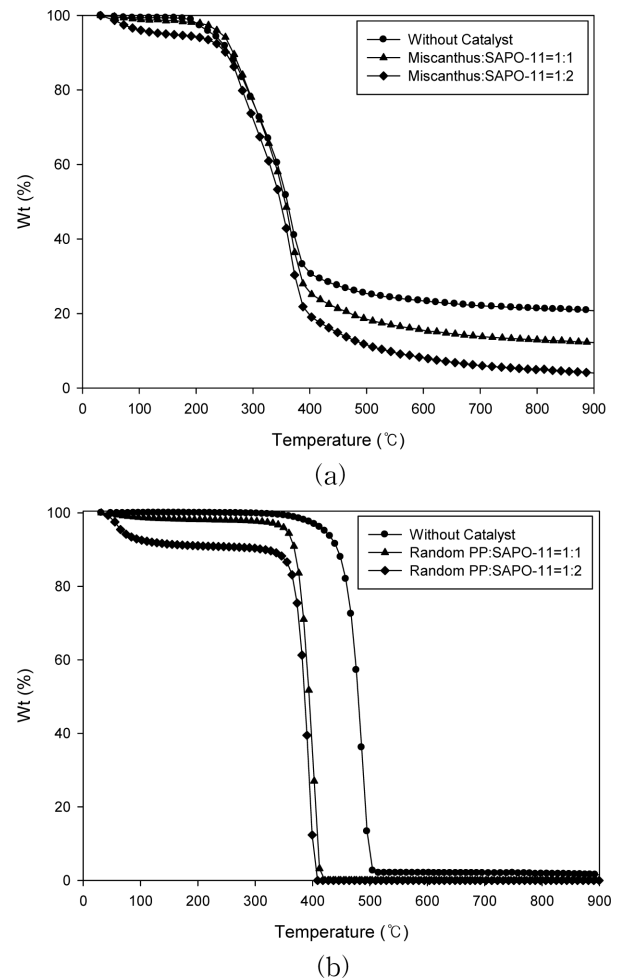 100
80
60
40
20
0
Wt (%)
Without Catalyst
Miscanthus:SAPO-11=1:1
Miscanthus:SAPO-11=1:2
0 100 200 300 400 500 600 700 800 900
Temperature (℃)
(a)
100
80
60
40
20
0
Wt (%)
Without Catalyst
Random PP:SAPO-11=1:1
Random PP:SAPO-11=1:2
0 100 200 300 400 500 600 700 800 900
Temperature (℃)
(b)